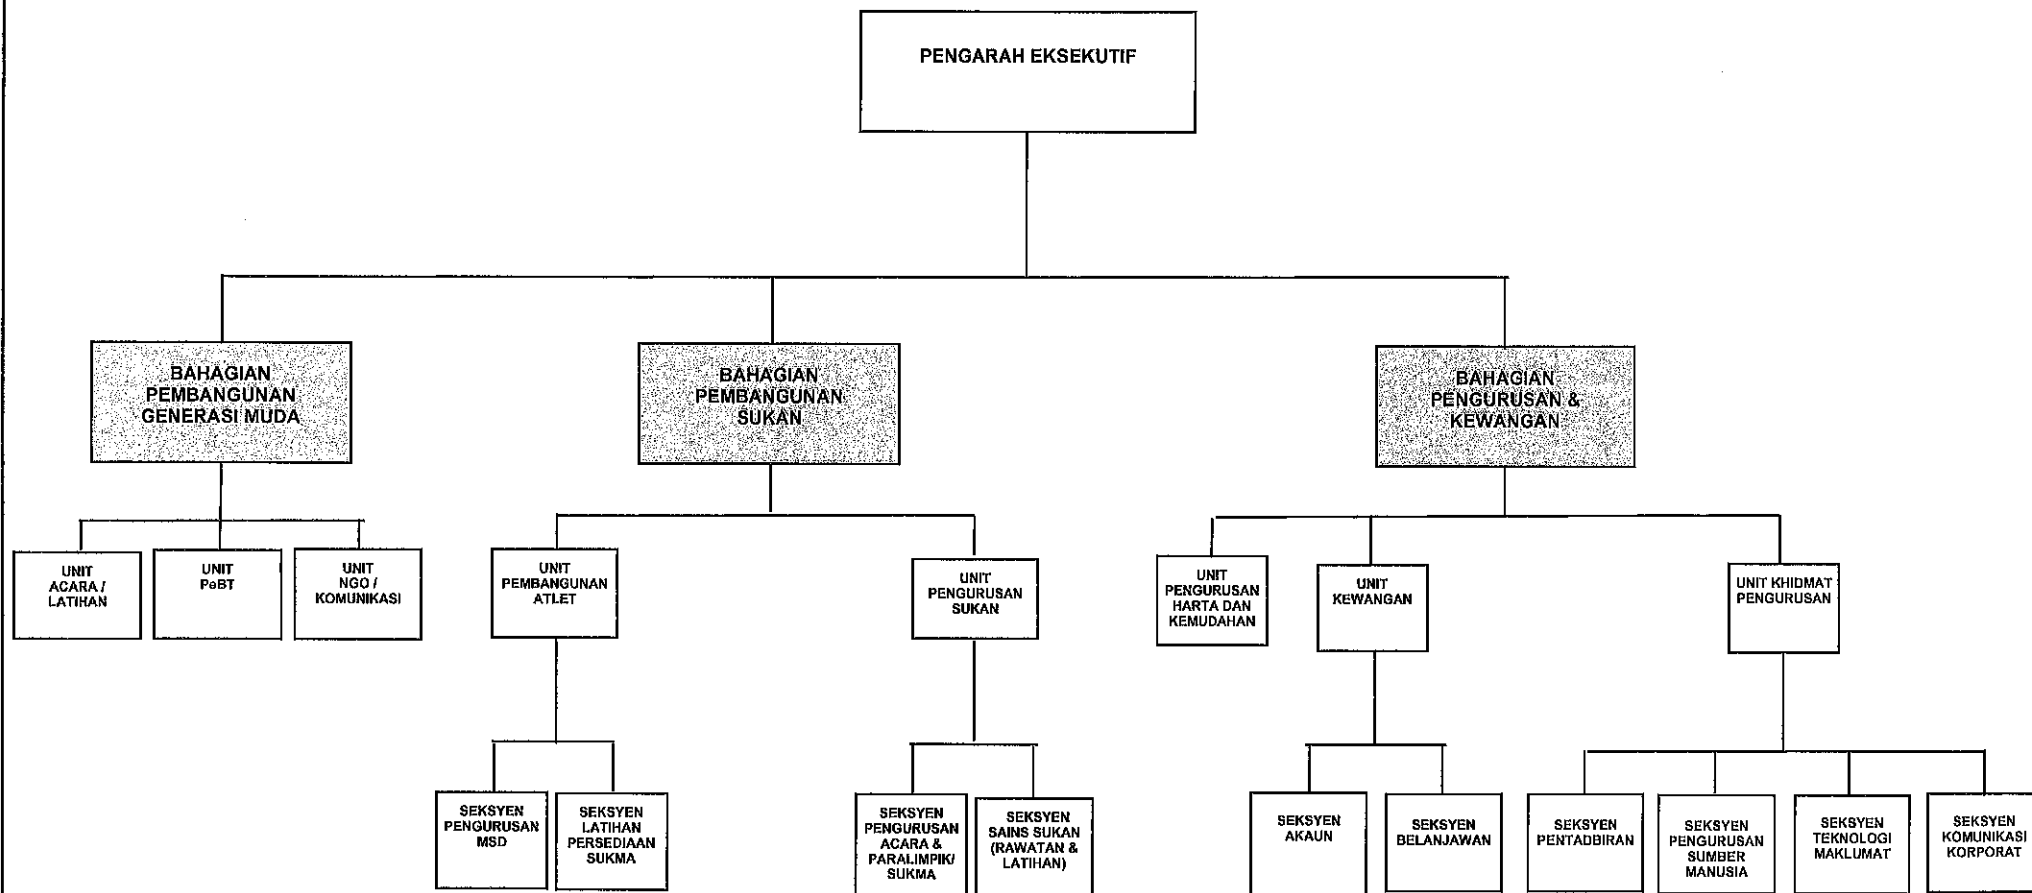 PENGARAH EKSEKUTIF
BAHAGIAN
PEMBANGUNAN
GENERASI MUDA
BAHAGIAN
PEMBANGUNAN
SUKAN
BAHAGIAN
PENGURUSAN &
KEWANGAN
UNIT
ACARA /
LATIHAN
UNIT
PeBT
UNIT
NGO /
KOMUNIKASI
UNIT
PEMBANGUNAN
ATLET
UNIT
PENGURUSAN
SUKAN
UNIT
PENGURUSAN
HARTA DAN
KEMUDAHAN
UNIT
KEWANGAN
UNIT KHIDMAT
PENGURUSAN
SEKSYEN
PENGURUSAN
MSD
SEKSYEN
LATIHAN
PERSEDIAAN
SUKMA
SEKSYEN
PENGURUSAN
ACARA &
PARALIMPIK/
SUKMA
SEKSYEN
SAINS SUKAN
(RAWATAN &
LATIHAN)
SEKSYEN
AKAUN
SEKSYEN
BELANJAWAN
SEKSYEN
PENTADBIRAN
SEKSYEN
PENGURUSAN
SUMBER
MANUSIA
SEKSYEN
TEKNOLOGI
MAKLUMAT
SEKSYEN
KOMUNIKASI
KORPORAT